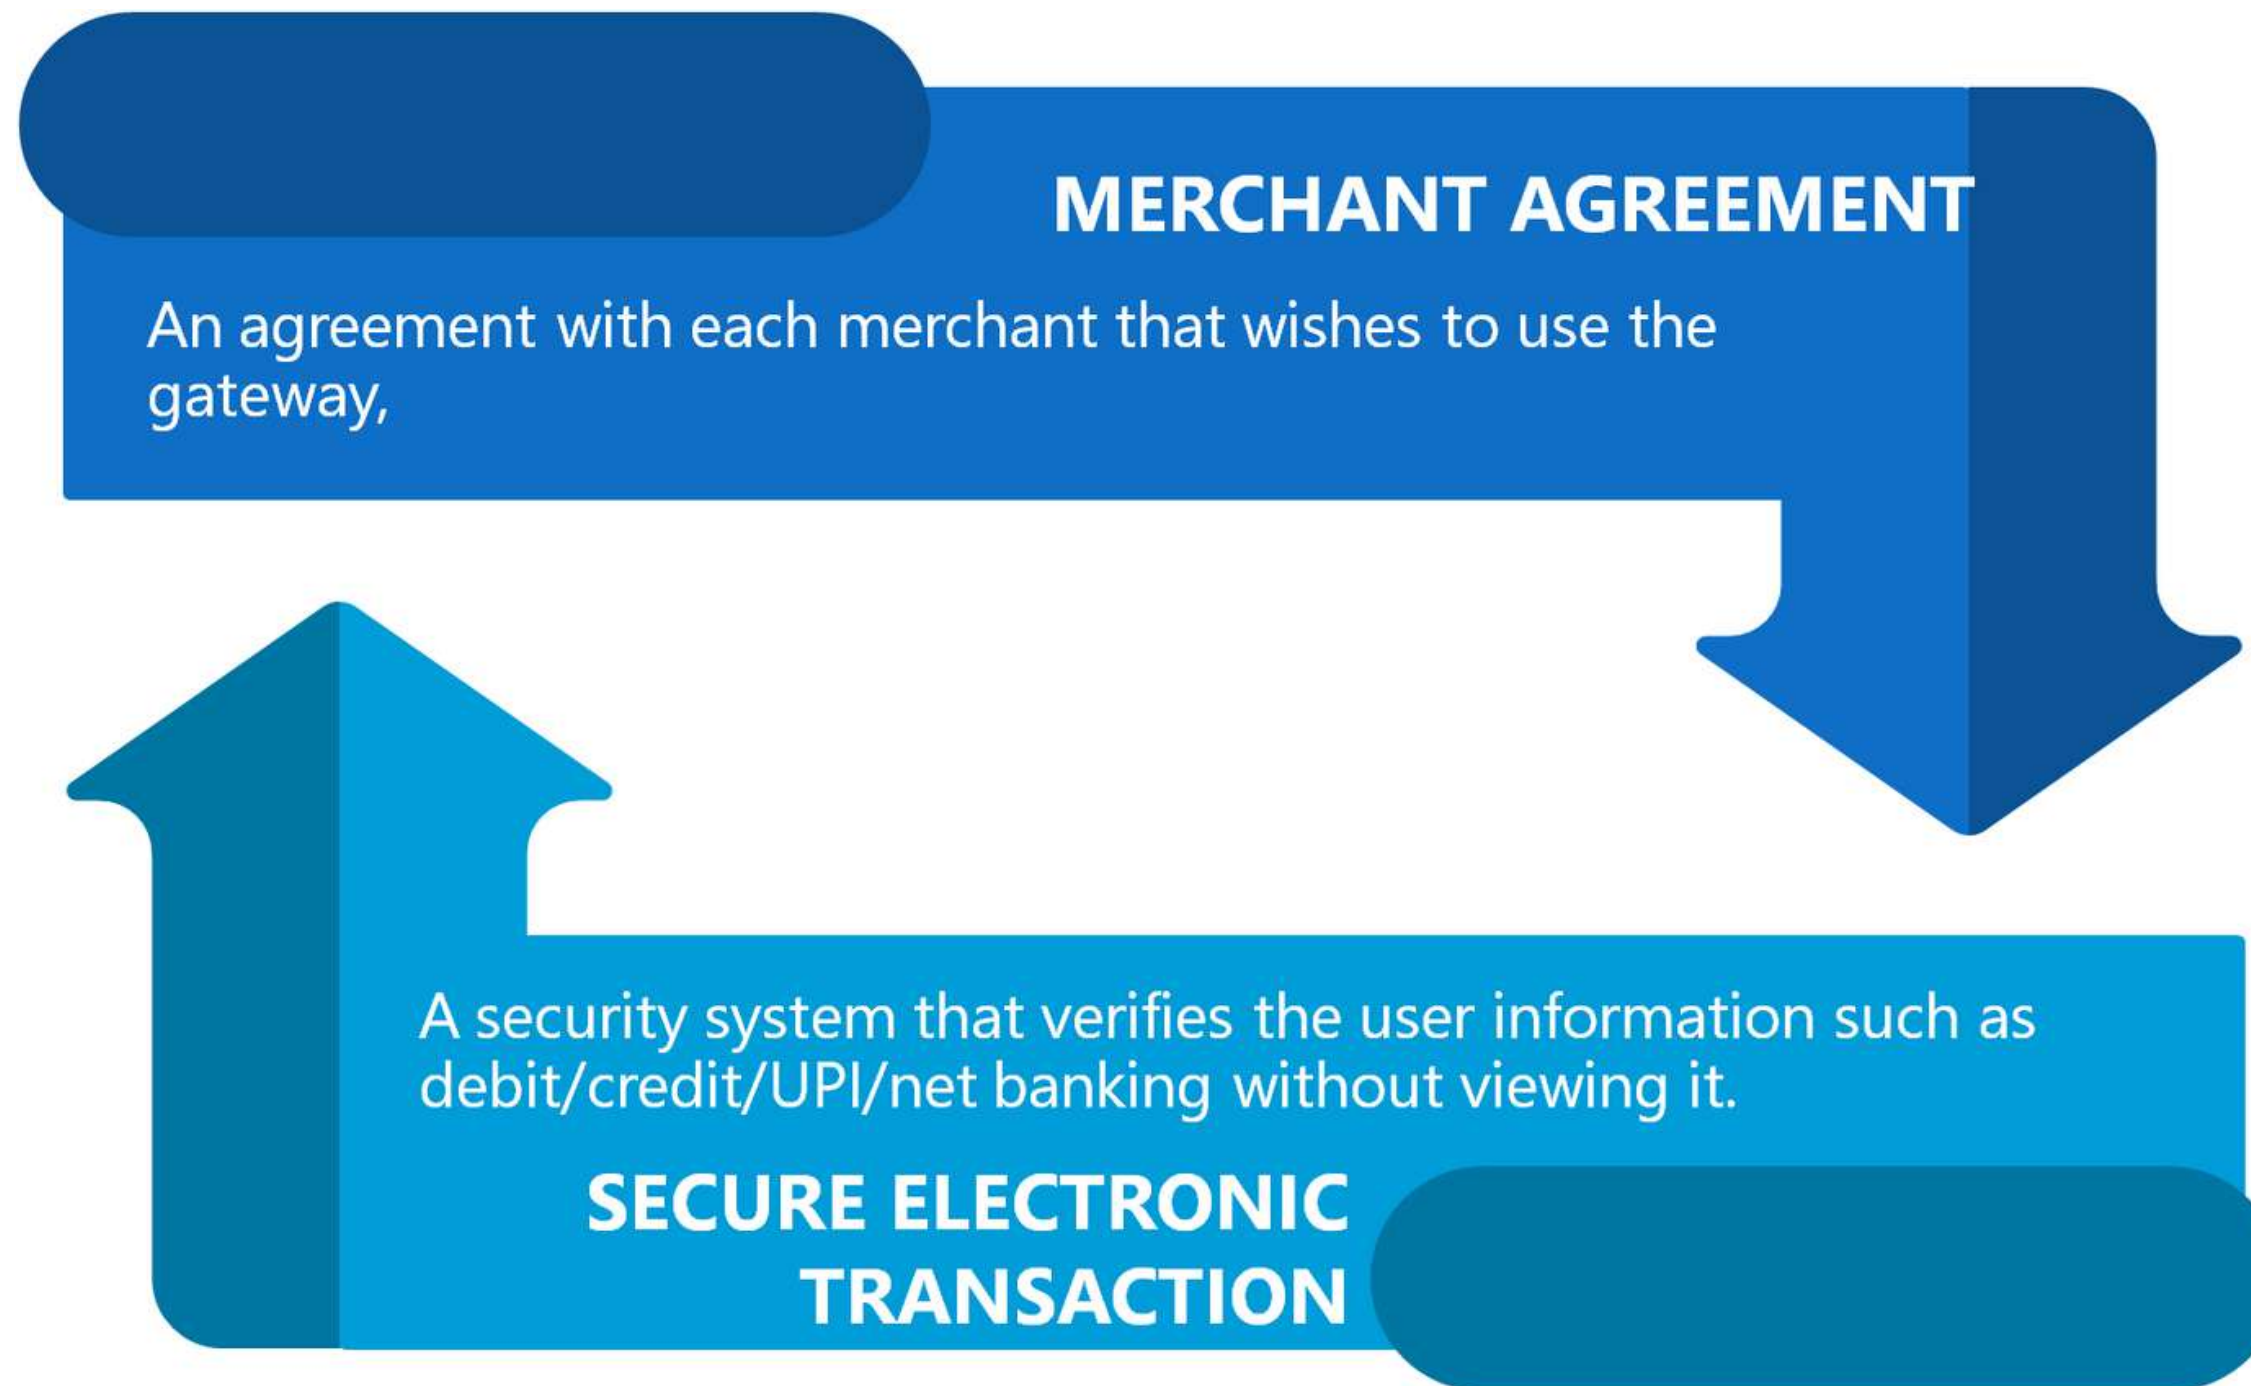 MERCHANT AGREEMENT
An agreement with each merchant that wishes to use the
gateway,
A security system that verifies the user information such as
debit/credit/UPI/net banking without viewing it.
SECURE ELECTRONIC
TRANSACTION